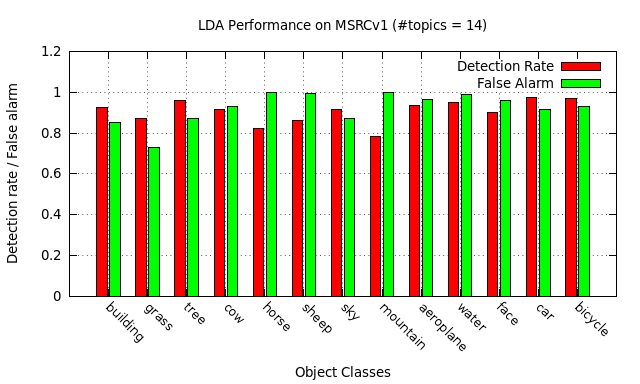 LDA Performance on MSRCv1 (#topics = 14)
Detection Rate
False Alarm
1.2
1
0.8
0.6
0.4
0.2
0
Detection rate / False alarm
building
grass
tree
cow
horse
sheep
sky
mountain
aeroplane
water
face
car
bicycle
Object Classes